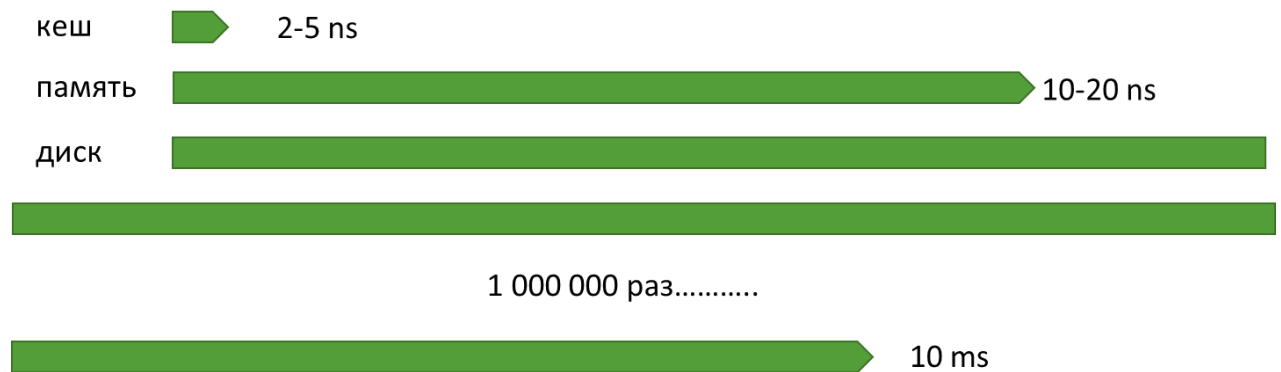 кеш 2-5 ns
память 10-20 ns
диск
1 000 000 раз………..
10 ms